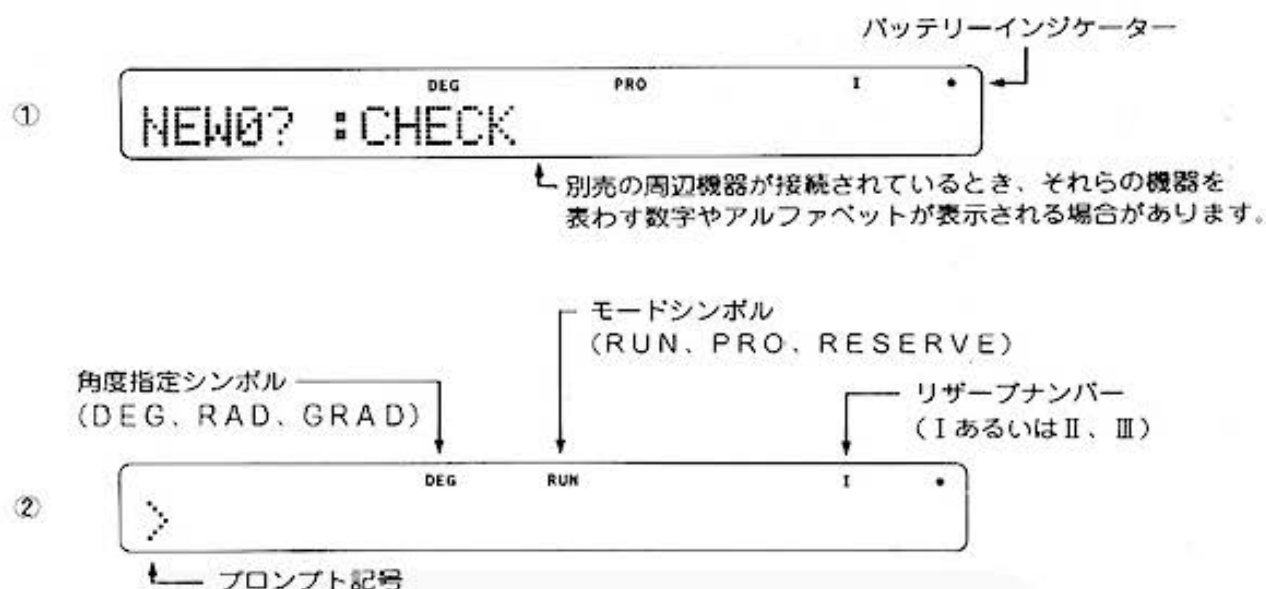 バッテリーインジケーター
①
DEG PRO I
NEW0? :CHECK
別売の周辺機器が接続されているとき、それらの機器を
表わす数字やアルファベットが表示される場合があります。
モードシンボル
(RUN、PRO、RESERVE)
角度指定シンボル
(DEG、RAD、GRAD)
リザーブナンバー
(ⅠあるいはⅡ、Ⅲ)
②
DEG RUN I
>
プロンプト記号